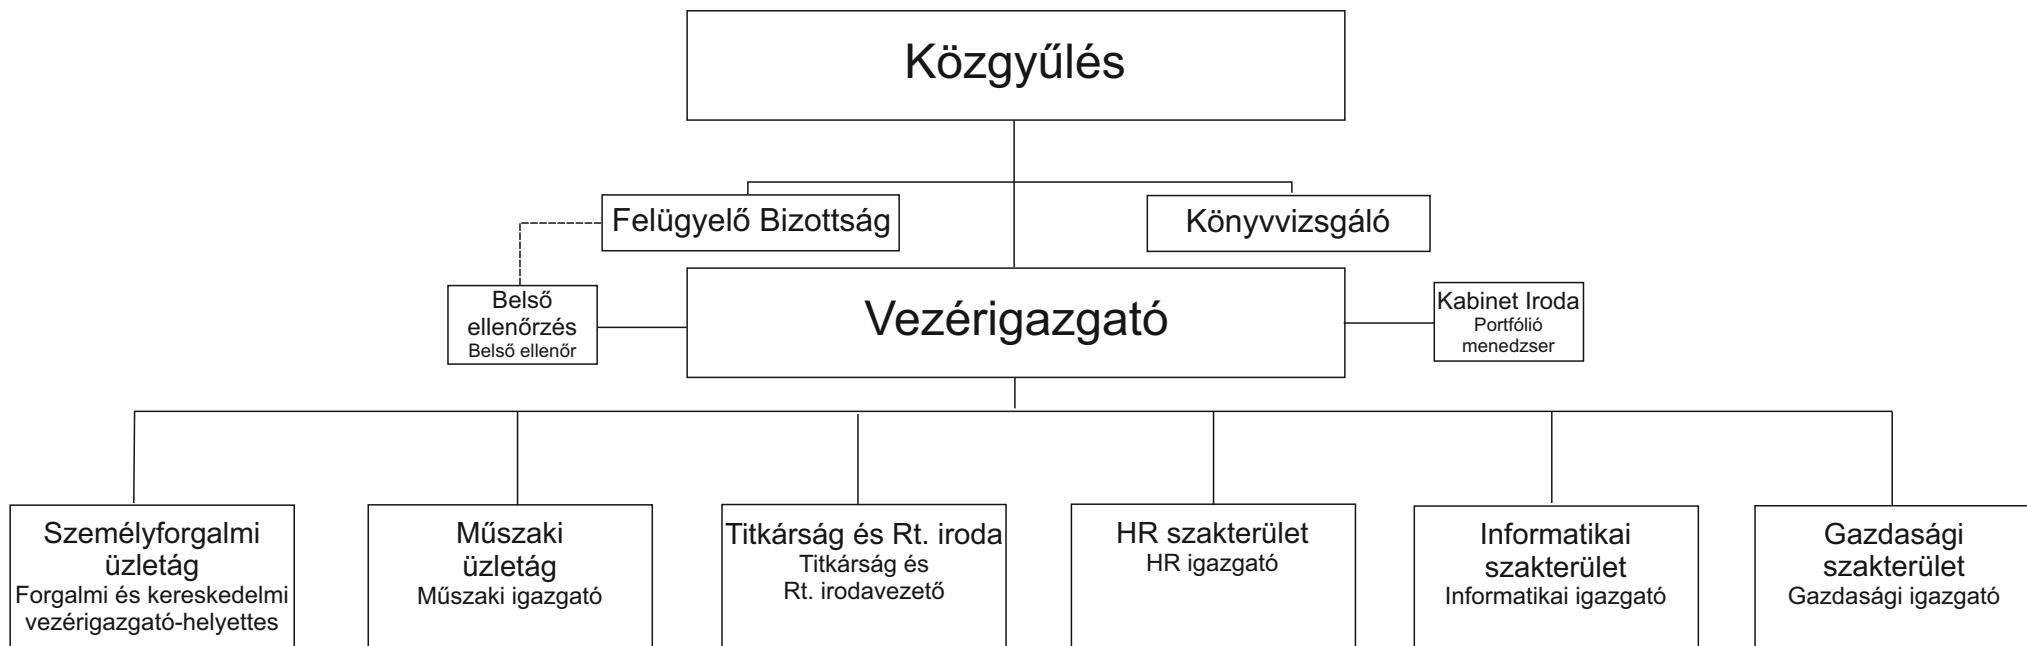 Közgyűlés
Felügyelő Bizottság
Könyvvizsgáló
Belső
ellenőrzés
Belső ellenőr
Vezérigazgató
Kabinet Iroda
Portfólió
menedzser
Személyforgalmi
üzletág
Forgalmi és kereskedelmi
vezérigazgató-helyettes
Műszaki
üzletág
Műszaki igazgató
Titkárság és Rt. iroda
Titkárság és
Rt. irodavezető
HR szakterület
HR igazgató
Informatikai
szakterület
Informatikai igazgató
Gazdasági
szakterület
Gazdasági igazgató